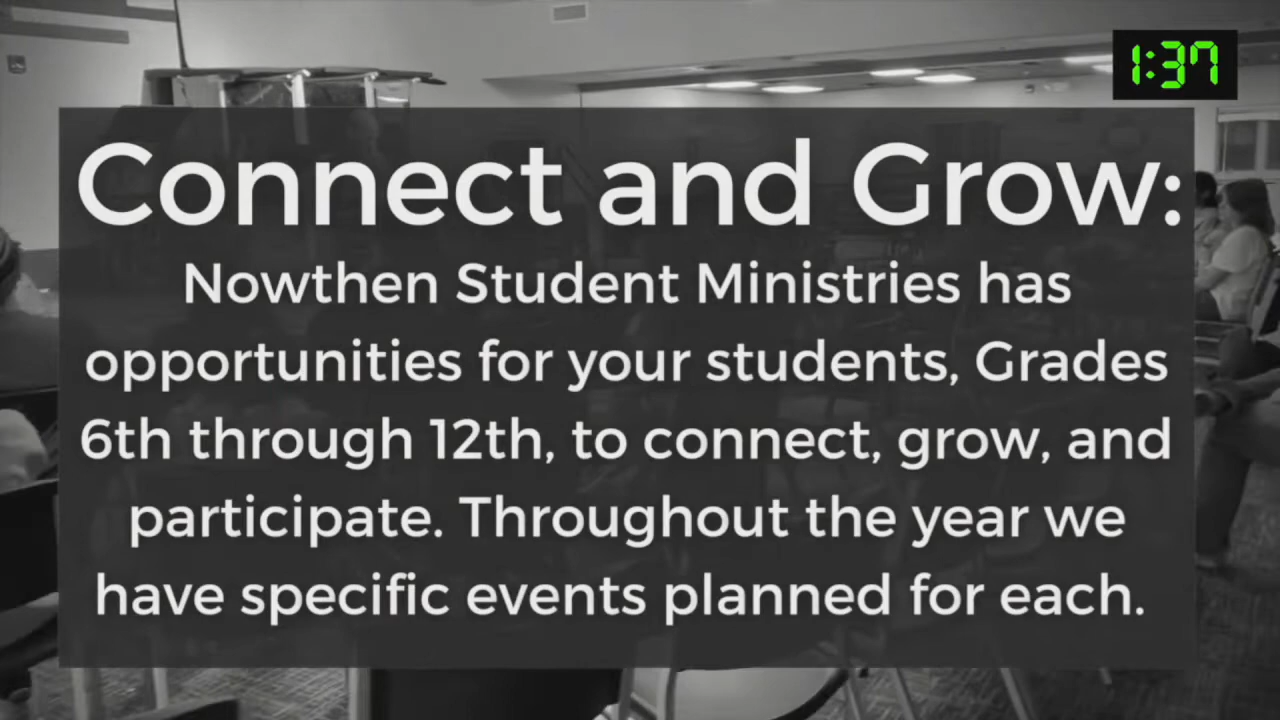 1:37
Connect and Grow:
Nowthen Student Ministries has
opportunities for your students, Grades
6th through 12th, to connect, grow, and
participate. Throughout the year we
have specific events planned for each.